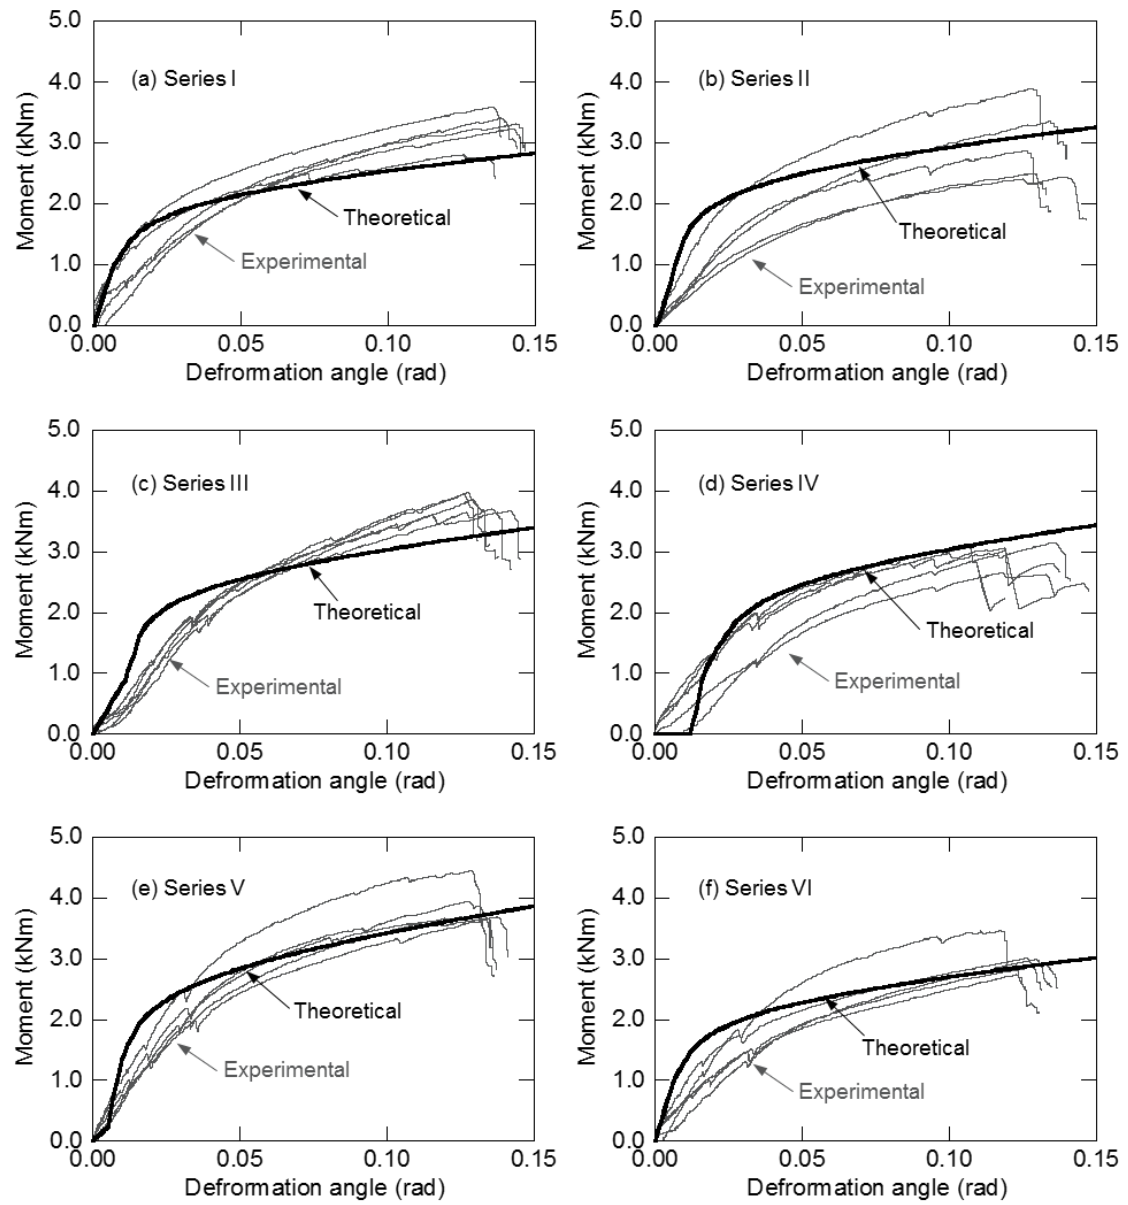 5.0
4.0
3.0
2.0
1.0
0.0
Moment (kNm)
(a) Series I
Theoretical
Experimental
0.00 0.05 0.10 0.15
Defromation angle (rad)
5.0
4.0
3.0
2.0
1.0
0.0
Moment (kNm)
(b) Series II
Theoretical
Experimental
0.00 0.05 0.10 0.15
Defromation angle (rad)
5.0
4.0
3.0
2.0
1.0
0.0
Moment (kNm)
(c) Series III
Theoretical
Experimental
0.00 0.05 0.10 0.15
Defromation angle (rad)
5.0
4.0
3.0
2.0
1.0
0.0
Moment (kNm)
(d) Series IV
Theoretical
Experimental
0.00 0.05 0.10 0.15
Defromation angle (rad)
5.0
4.0
3.0
2.0
1.0
0.0
Moment (kNm)
(e) Series V
Theoretical
Experimental
0.00 0.05 0.10 0.15
Defromation angle (rad)
5.0
4.0
3.0
2.0
1.0
0.0
Moment (kNm)
(f) Series VI
Theoretical
Experimental
0.00 0.05 0.10 0.15
Defromation angle (rad)